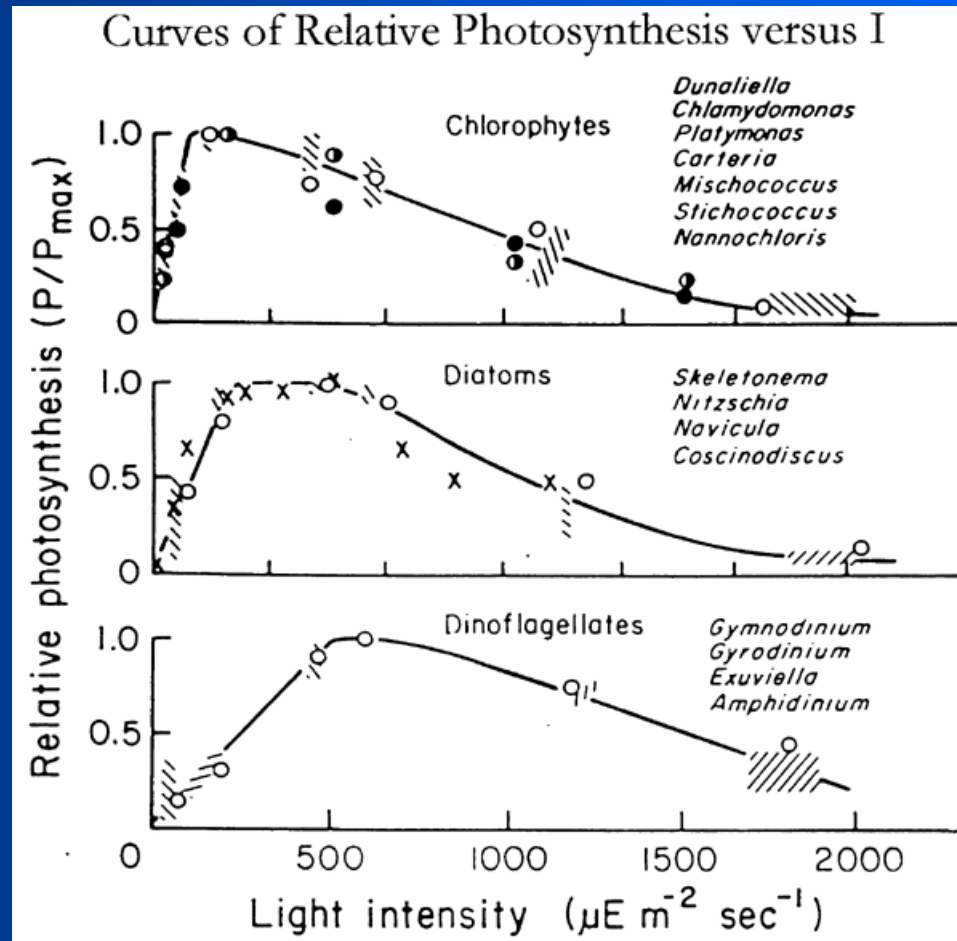 Curves of Relative Photosynthesis versus I
Relative photosynthesis (P/Pmax)
Chlorophytes
Dunaliella
Chlamydomonas
Platymonas
Carteria
Mischococcus
Stichococcus
Nannochloris
1.0
0.5
0
Diatoms
Skeletonema
Nitzschia
Navicula
Coscinodiscus
1.0
0.5
0
Dinoflagellates
Gymnodinium
Gyrodinium
Exuviella
Amphidinium
1.0
0.5
0 500 1000 1500 2000
Light intensity (µE m⁻² sec⁻¹)